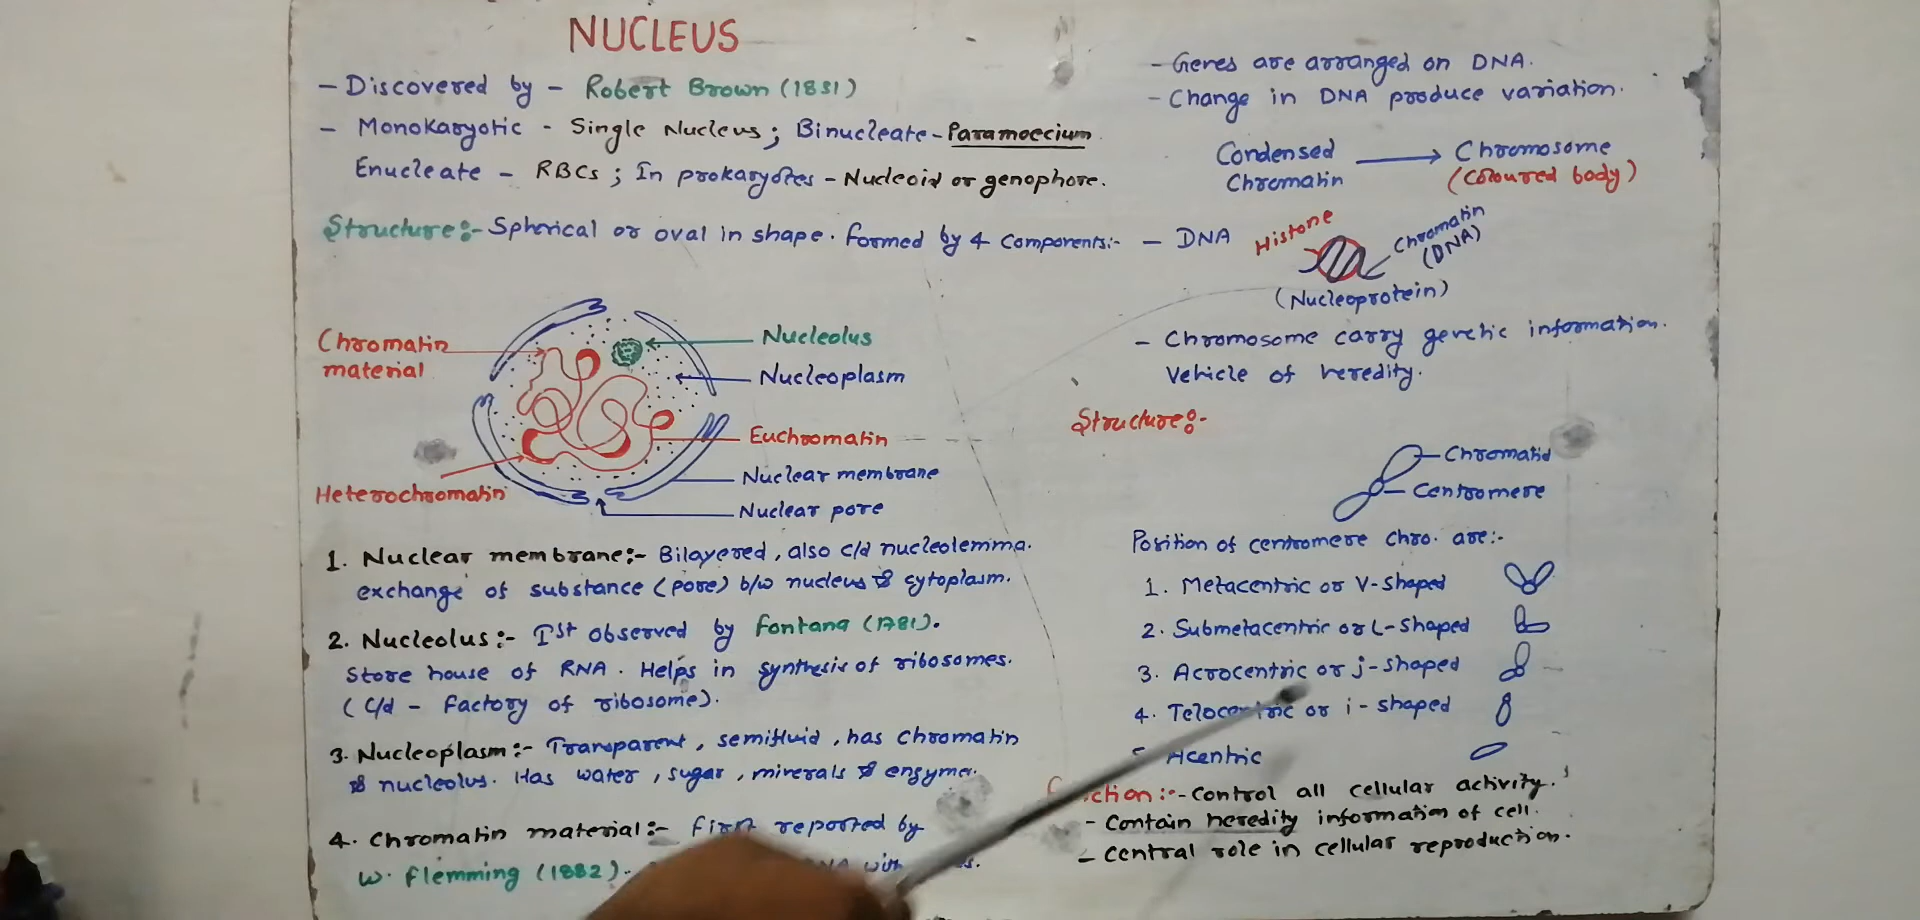 NUCLEUS
- Discovered by - Robert Brown (1831)
- Monokaryotic - Single Nucleus; Binucleate - Paramoecium
Enucleate - RBCs; In prokaryotes - Nucleoid or genophore.
Structure:- Spherical or oval in shape. formed by 4 components:-
Chromatin material
Nucleolus
Nucleoplasm
Euchromatin
Nuclear membrane
Nuclear pore
Heterochromatin
1. Nuclear membrane:- Bilayered, also c/d nucleolemma.
exchange of substance (pore) b/w nucleus & cytoplasm.
2. Nucleolus:- Ist observed by Fontana (1781).
Store house of RNA. Helps in synthesis of ribosomes.
(c/d - factory of ribosome).
3. Nucleoplasm:- Transparent, semifluid, has chromatin
& nucleolus. Has water, sugar, minerals & enzyme.
4. Chromatin material:- first reported by
W. Flemming (1882).
- Genes are arranged on DNA.
- Change in DNA produce variation.
Condensed Chromatin → Chromosome
(Coloured body)
- DNA
Histone
Chromatin (DNA)
(Nucleoprotein)
- Chromosome carry genetic information.
Vehicle of heredity.
Structure:-
Chromatid
Centromere
Position of centromere chro. are:-
1. Metacentric or V-shaped
2. Submetacentric or L-shaped
3. Acrocentric or j-shaped
4. Telocentric or i-shaped
Acentric
:- Control all cellular activity.
- Contain heredity information of cell.
- Central role in cellular reproduction.